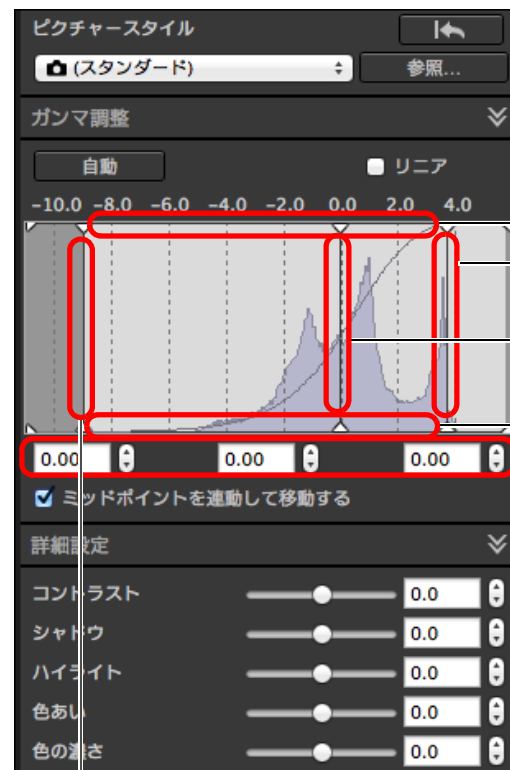 ピクチャースタイル
(スタンダード)
参照...
ガンマ調整
自動
リニア
-10.0 -8.0 -6.0 -4.0 -2.0 0.0 2.0 4.0
0.00 0.00 0.00
ミッドポイントを連動して移動する
詳細設定
コントラスト 0.0
シャドウ 0.0
ハイライト 0.0
色あい 0.0
色の濃さ 0.0